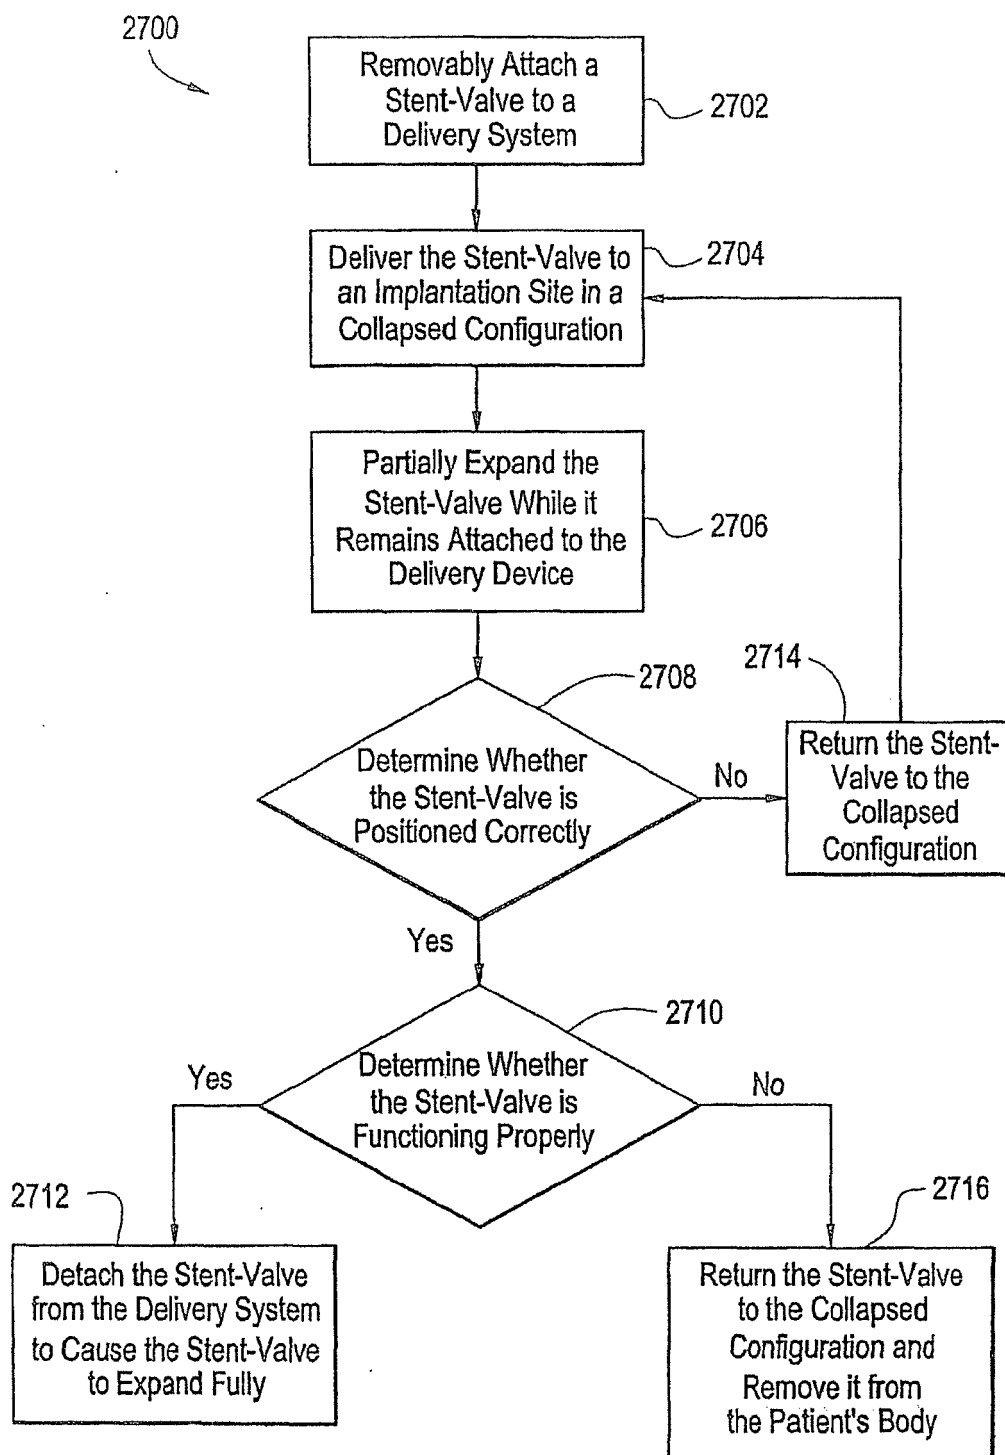 2700
Removably Attach a
Stent-Valve to a
Delivery System
2702
Deliver the Stent-Valve to
an Implantation Site in a
Collapsed Configuration
2704
Partially Expand the
Stent-Valve While it
Remains Attached to the
Delivery Device
2706
Determine Whether
the Stent-Valve is
Positioned Correctly
2708
No
2714
Return the Stent-
Valve to the
Collapsed
Configuration
Yes
Determine Whether
the Stent-Valve is
Functioning Properly
2710
Yes
No
2712
Detach the Stent-Valve
from the Delivery System
to Cause the Stent-Valve
to Expand Fully
2716
Return the Stent-Valve
to the Collapsed
Configuration and
Remove it from
the Patient's Body